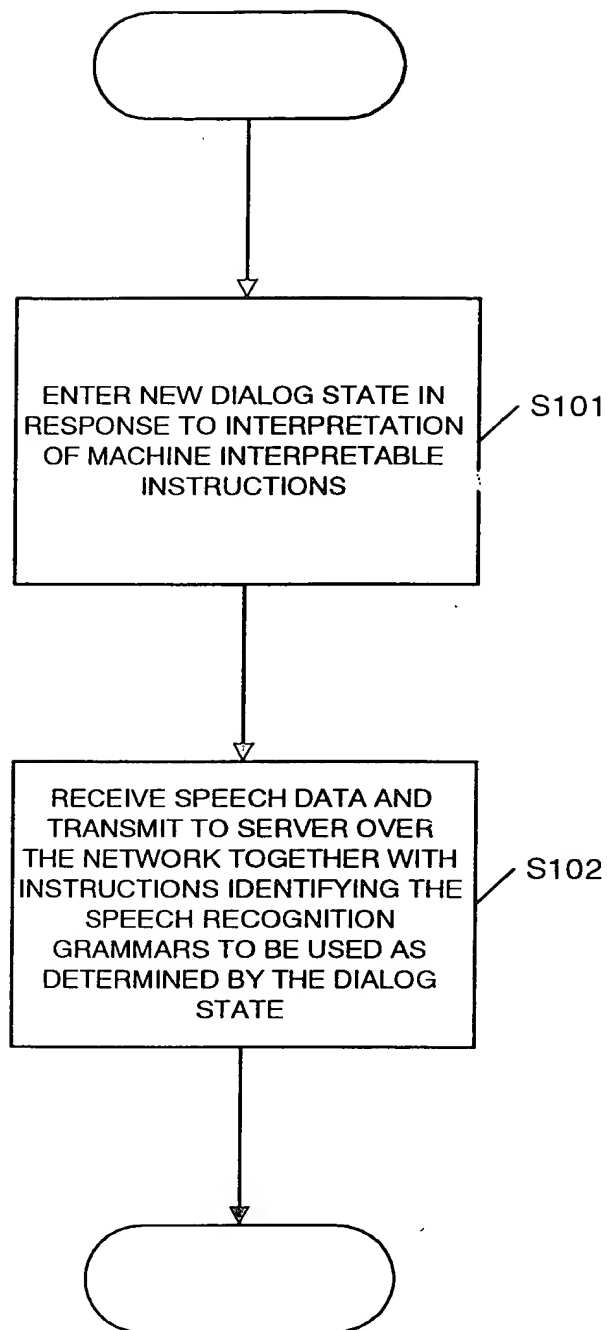 ENTER NEW DIALOG STATE IN
RESPONSE TO INTERPRETATION
OF MACHINE INTERPRETABLE
INSTRUCTIONS
S101
RECEIVE SPEECH DATA AND
TRANSMIT TO SERVER OVER
THE NETWORK TOGETHER WITH
INSTRUCTIONS IDENTIFYING THE
SPEECH RECOGNITION
GRAMMARS TO BE USED AS
DETERMINED BY THE DIALOG
STATE
S102